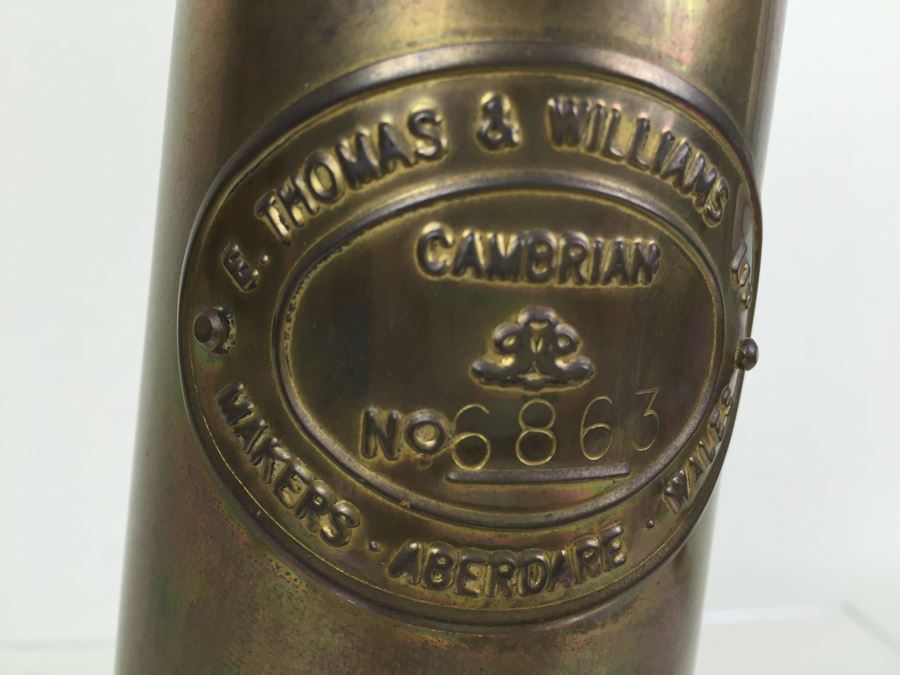 E. THOMAS & WILLIAMS LTD
CAMBRIAN
No 6863
MAKERS · ABERDARE · WALES